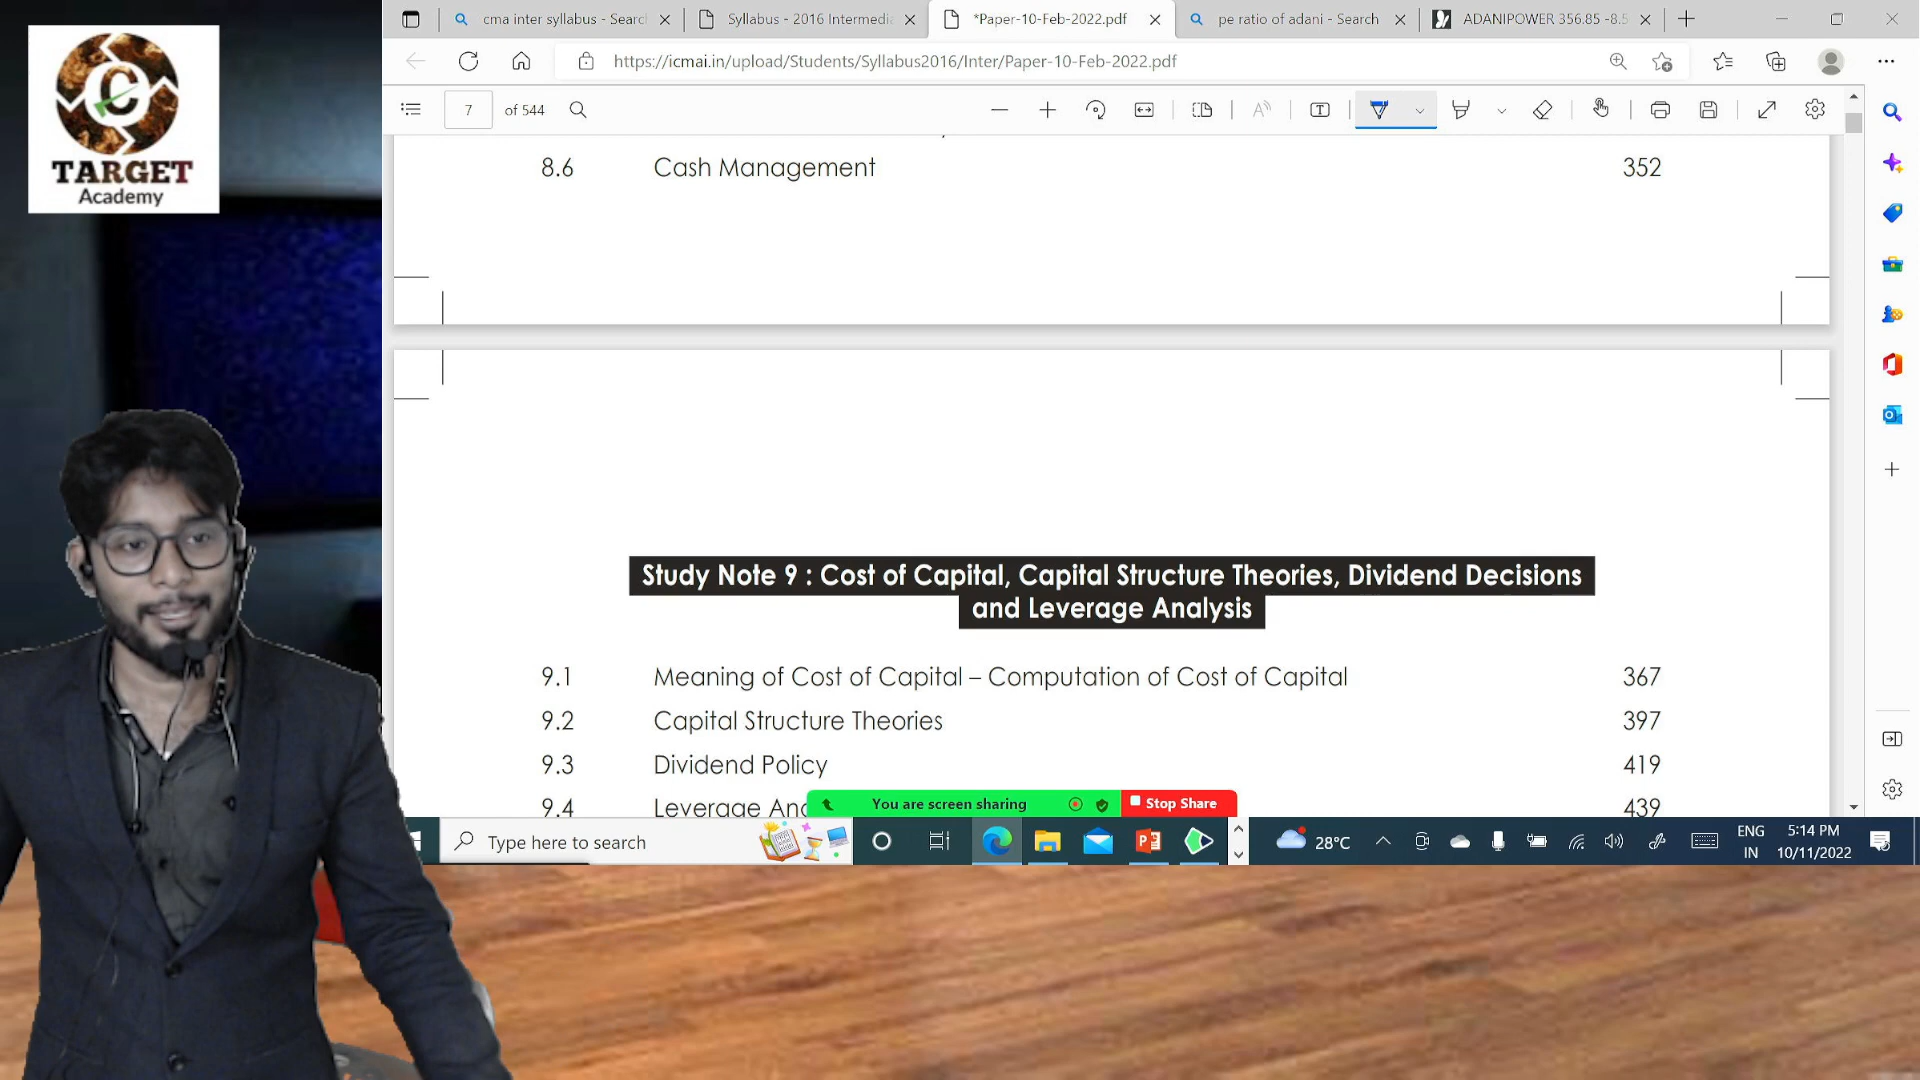 TARGET
Academy
cma inter syllabus - Searc
Syllabus - 2016 Intermedi
*Paper-10-Feb-2022.pdf
pe ratio of adani - Search
ADANIPOWER 356.85 -8.5
https://icmai.in/upload/Students/Syllabus2016/Inter/Paper-10-Feb-2022.pdf
7 of 544
8.6 Cash Management 352
Study Note 9 : Cost of Capital, Capital Structure Theories, Dividend Decisions
and Leverage Analysis
9.1 Meaning of Cost of Capital – Computation of Cost of Capital 367
9.2 Capital Structure Theories 397
9.3 Dividend Policy 419
9.4 Leverage Ana 439
You are screen sharing Stop Share
Type here to search
28°C
ENG
IN
5:14 PM
10/11/2022